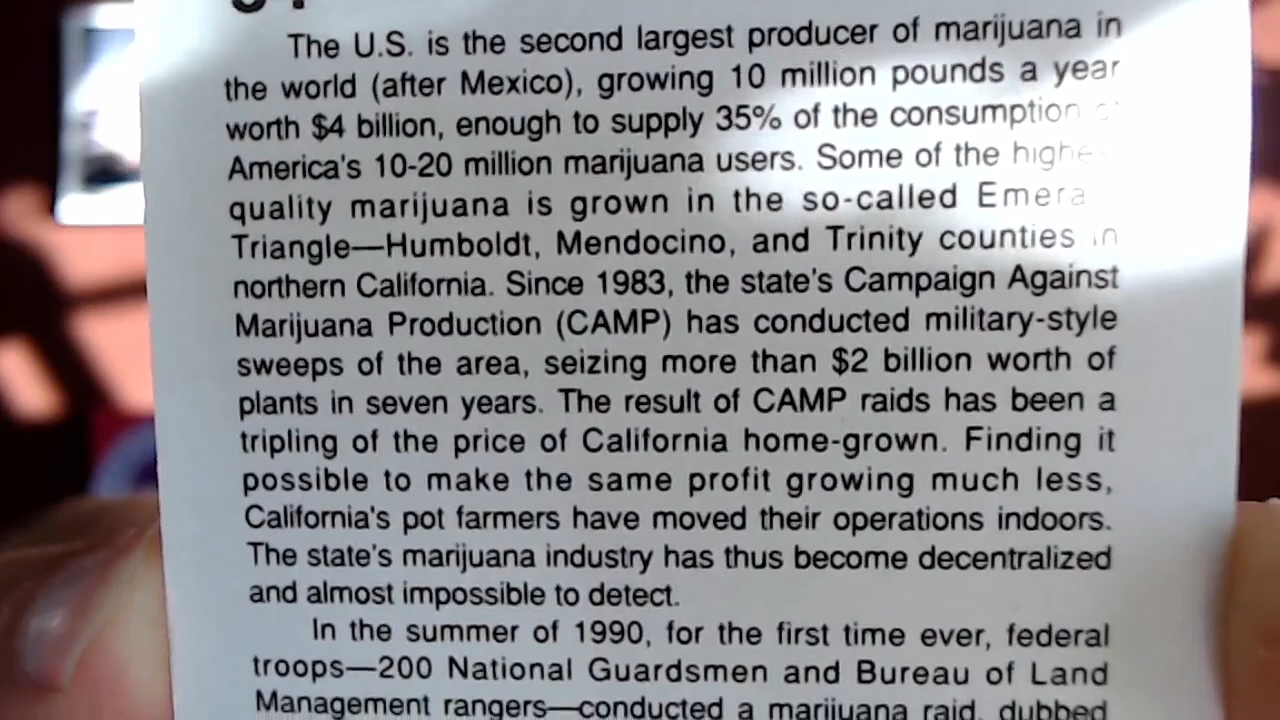 The U.S. is the second largest producer of marijuana in
the world (after Mexico), growing 10 million pounds a year
worth $4 billion, enough to supply 35% of the consumption
America's 10-20 million marijuana users. Some of the
quality marijuana is grown in the so-called
Triangle—Humboldt, Mendocino, and Trinity counties in
northern California. Since 1983, the state's Campaign Against
Marijuana Production (CAMP) has conducted military-style
sweeps of the area, seizing more than $2 billion worth of
plants in seven years. The result of CAMP raids has been a
tripling of the price of California home-grown. Finding it
possible to make the same profit growing much less,
California's pot farmers have moved their operations indoors.
The state's marijuana industry has thus become decentralized
and almost impossible to detect.
In the summer of 1990, for the first time ever, federal
troops—200 National Guardsmen and Bureau of Land
Management rangers—conducted a marijuana raid, dubbed